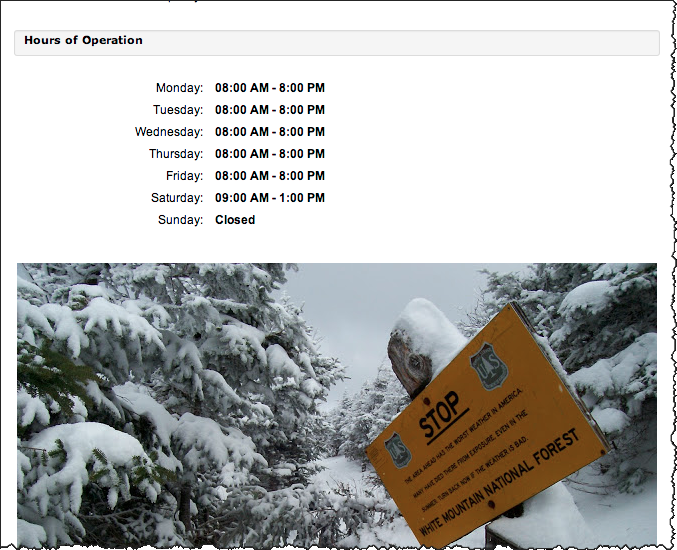 Hours of Operation
Monday: 08:00 AM - 8:00 PM
Tuesday: 08:00 AM - 8:00 PM
Wednesday: 08:00 AM - 8:00 PM
Thursday: 08:00 AM - 8:00 PM
Friday: 08:00 AM - 8:00 PM
Saturday: 09:00 AM - 1:00 PM
Sunday: Closed
US
STOP
US
THE AREA AHEAD HAS THE WORST WEATHER IN AMERICA.
MANY HAVE DIED THERE FROM EXPOSURE, EVEN IN THE
SUMMER. TURN BACK NOW IF THE WEATHER IS BAD.
WHITE MOUNTAIN NATIONAL FOREST